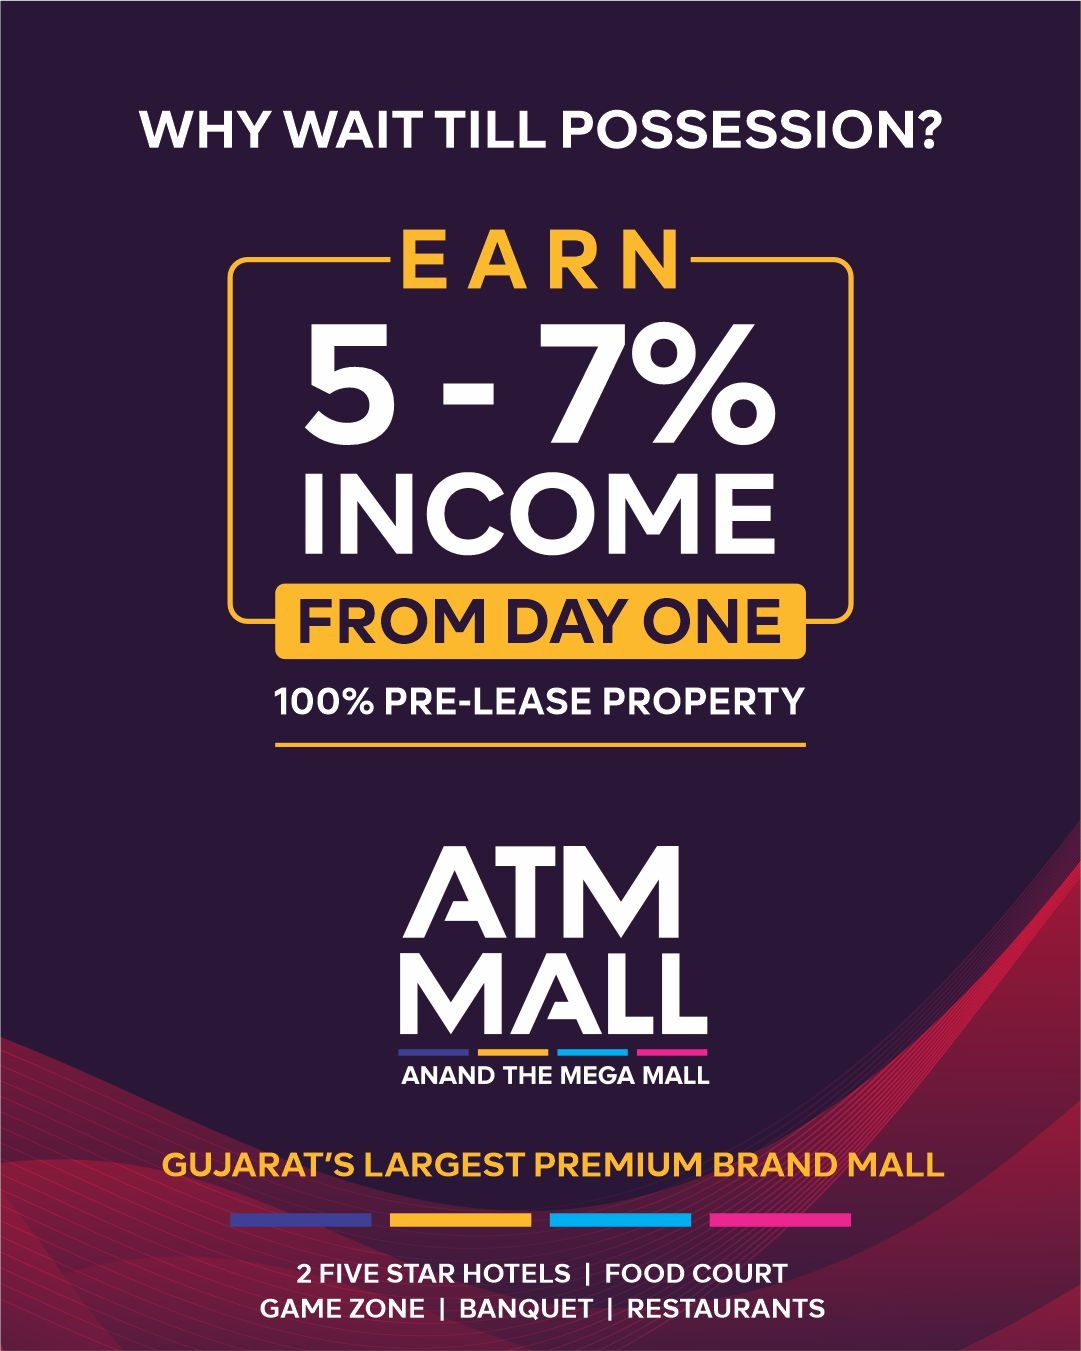 WHY WAIT TILL POSSESSION?
EARN
5 - 7%
INCOME
FROM DAY ONE
100% PRE-LEASE PROPERTY
ATM
MALL
ANAND THE MEGA MALL
GUJARAT'S LARGEST PREMIUM BRAND MALL
2 FIVE STAR HOTELS | FOOD COURT
GAME ZONE | BANQUET | RESTAURANTS